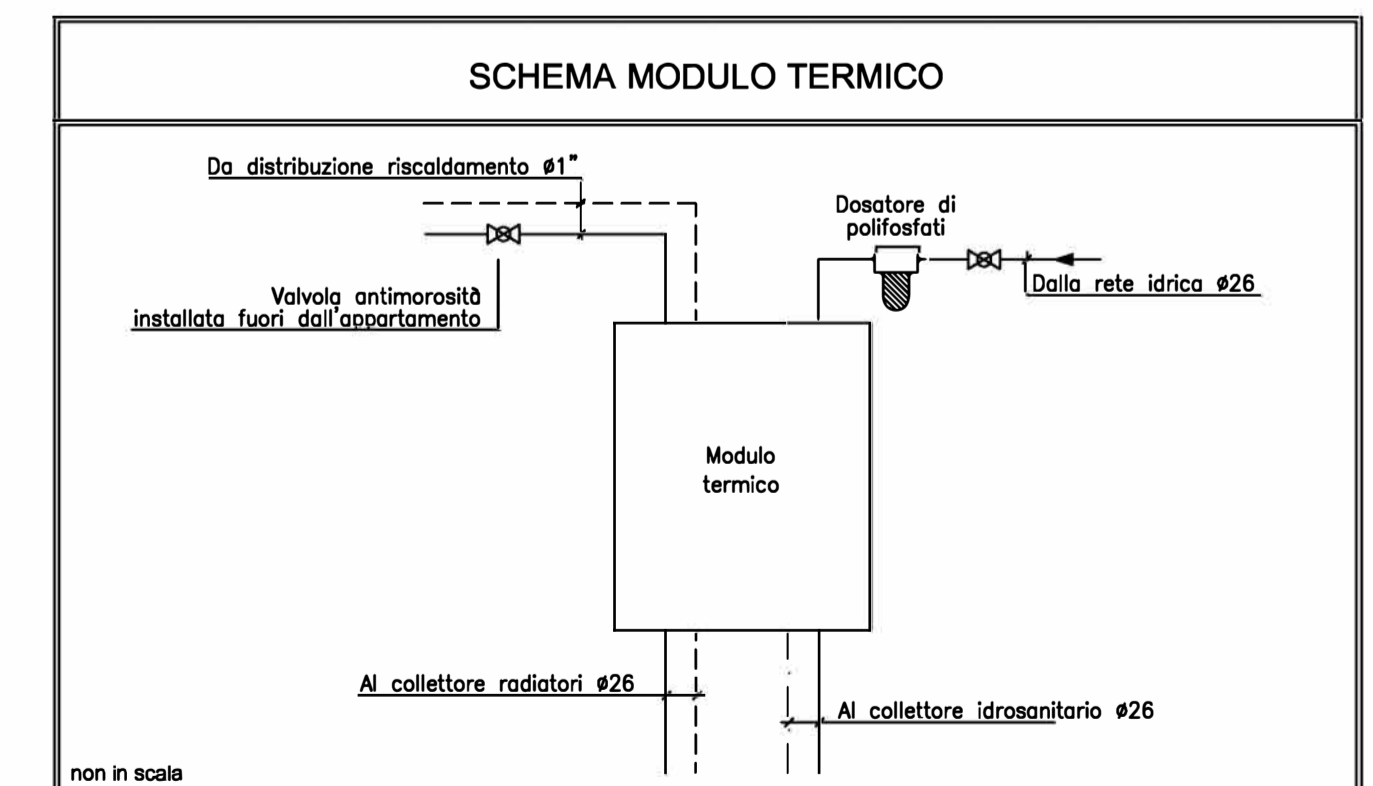 SCHEMA MODULO TERMICO
Da distribuzione riscaldamento ø1"
Dosatore di
polifosfati
Dalla rete idrica ø26
Valvola antimorosità
installata fuori dall'appartamento
Modulo
termico
Al collettore radiatori ø26
Al collettore idrosanitario ø26
non in scala